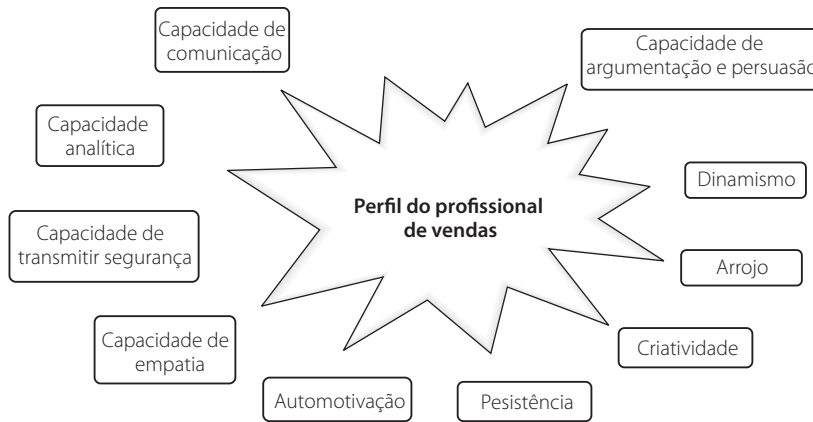 Capacidade de
comunicação
Capacidade de
argumentação e persuasão
Capacidade
analítica
Perfil do profissional
de vendas
Dinamismo
Capacidade de
transmitir segurança
Arrojo
Capacidade de
empatia
Criatividade
Automotivação
Pesistência